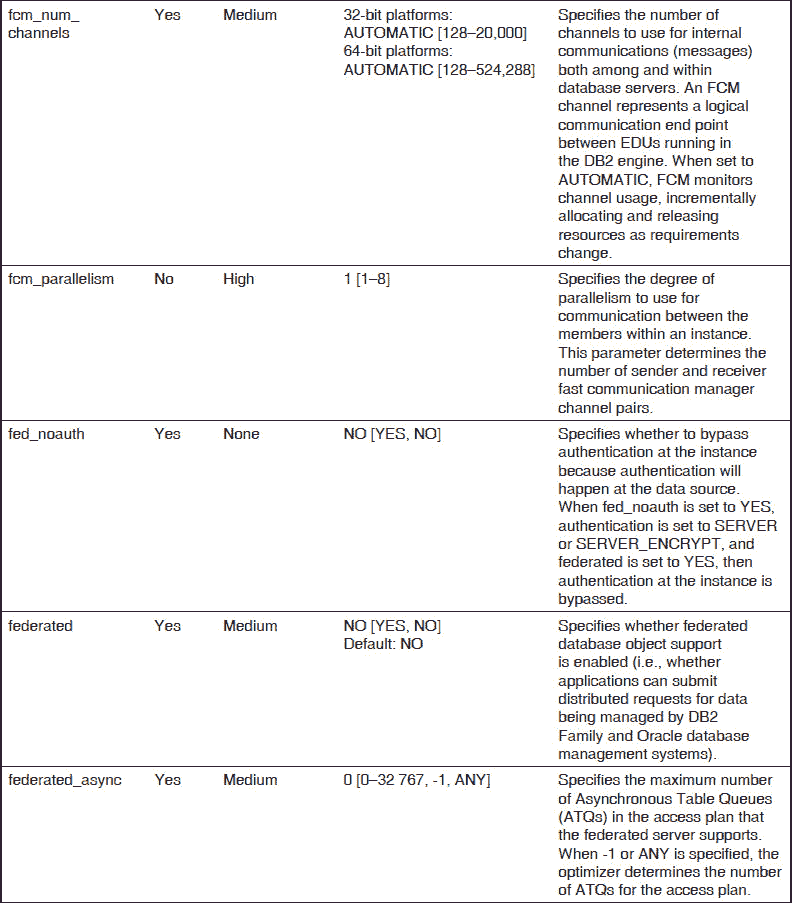 fcm_num_ Yes Medium 32-bit platforms: Specifies the number of
channels AUTOMATIC [128–20,000] channels to use for internal
64-bit platforms: communications (messages)
AUTOMATIC [128–524,288] both among and within
database servers. An FCM
channel represents a logical
communication end point
between EDUs running in
the DB2 engine. When set to
AUTOMATIC, FCM monitors
channel usage, incrementally
allocating and releasing
resources as requirements
change.
fcm_parallelism No High 1 [1–8] Specifies the degree of
parallelism to use for
communication between the
members within an instance.
This parameter determines the
number of sender and receiver
fast communication manager
channel pairs.
fed_noauth Yes None NO [YES, NO] Specifies whether to bypass
authentication at the instance
because authentication will
happen at the data source.
When fed_noauth is set to YES,
authentication is set to SERVER
or SERVER_ENCRYPT, and
federated is set to YES, then
authentication at the instance is
bypassed.
federated Yes Medium NO [YES, NO] Specifies whether federated
Default: NO database object support
is enabled (i.e., whether
applications can submit
distributed requests for data
being managed by DB2
Family and Oracle database
management systems).
federated_async Yes Medium 0 [0–32 767, -1, ANY] Specifies the maximum number
of Asynchronous Table Queues
(ATQs) in the access plan that
the federated server supports.
When -1 or ANY is specified, the
optimizer determines the number
of ATQs for the access plan.